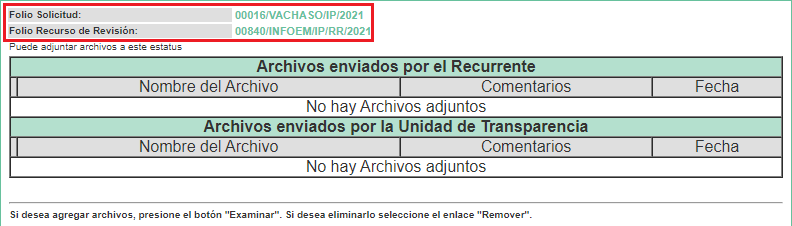 Folio Solicitud: 00016/VACHASO/IP/2021
Folio Recurso de Revisión: 00840/INFOEM/IP/RR/2021
Puede adjuntar archivos a este estatus
Archivos enviados por el Recurrente
Nombre del Archivo Comentarios Fecha
No hay Archivos adjuntos
Archivos enviados por la Unidad de Transparencia
Nombre del Archivo Comentarios Fecha
No hay Archivos adjuntos
Si desea agregar archivos, presione el botón "Examinar". Si desea eliminarlo seleccione el enlace "Remover".